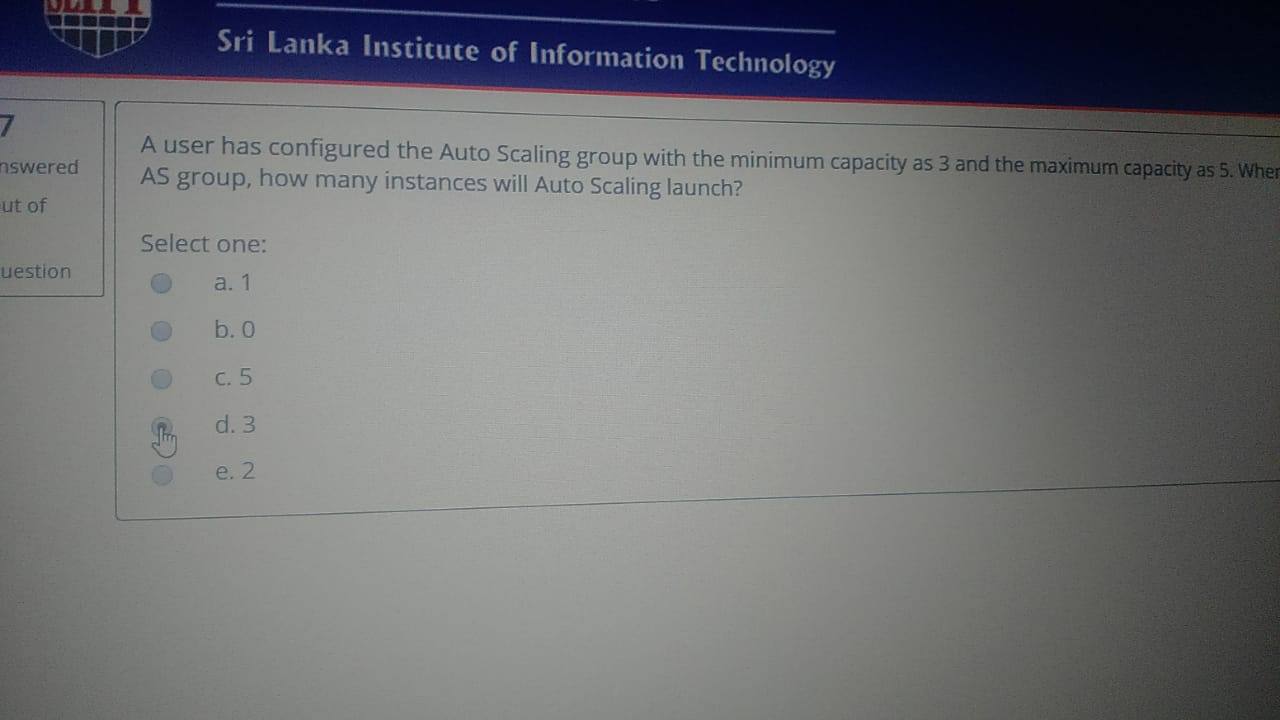 Sri Lanka Institute of Information Technology
7
nswered
ut of
uestion
A user has configured the Auto Scaling group with the minimum capacity as 3 and the maximum capacity as 5. When
AS group, how many instances will Auto Scaling launch?
Select one:
a. 1
b. 0
c. 5
d. 3
e. 2